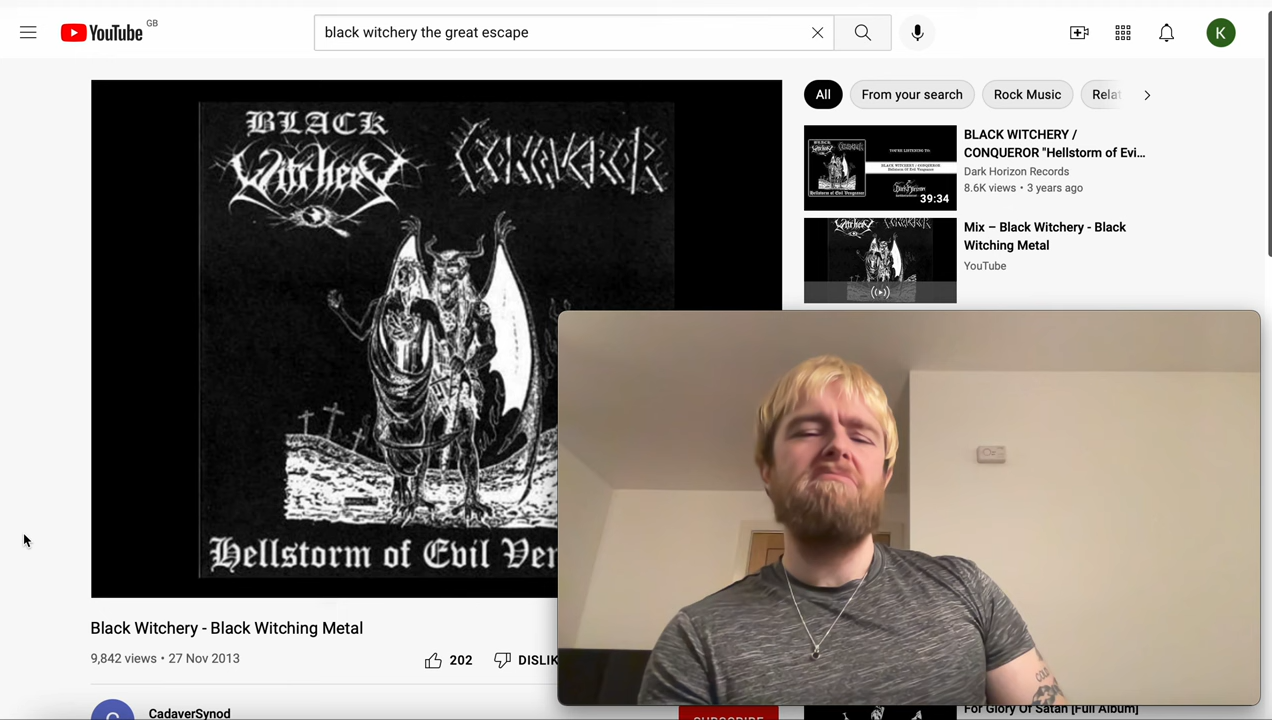 YouTube GB
black witchery the great escape
K
All
From your search
Rock Music
Relat
BLACK
Witchery
CONQUEROR
Hellstorm of Evil Ven
BLACK WITCHERY /
CONQUEROR "Hellstorm of Evi...
Dark Horizon Records
8.6K views • 3 years ago
39:34
Mix – Black Witchery - Black
Witching Metal
YouTube
Black Witchery - Black Witching Metal
9,842 views • 27 Nov 2013
202
DISLIK
C
CadaverSynod
SUBSCRIBE
For Glory Of Satan [Full Album]